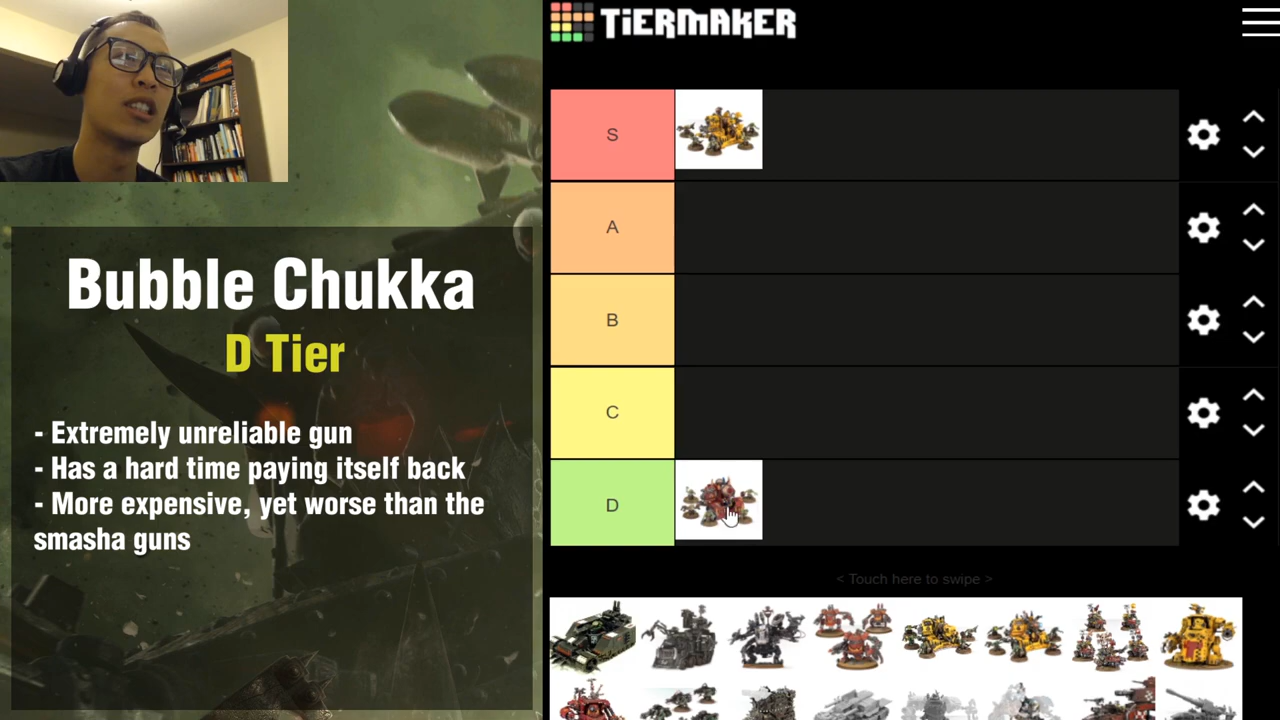 TiERMAKER
Bubble Chukka
D Tier
- Extremely unreliable gun
- Has a hard time paying itself back
- More expensive, yet worse than the
smasha guns
S
A
B
C
D
< Touch here to swipe >